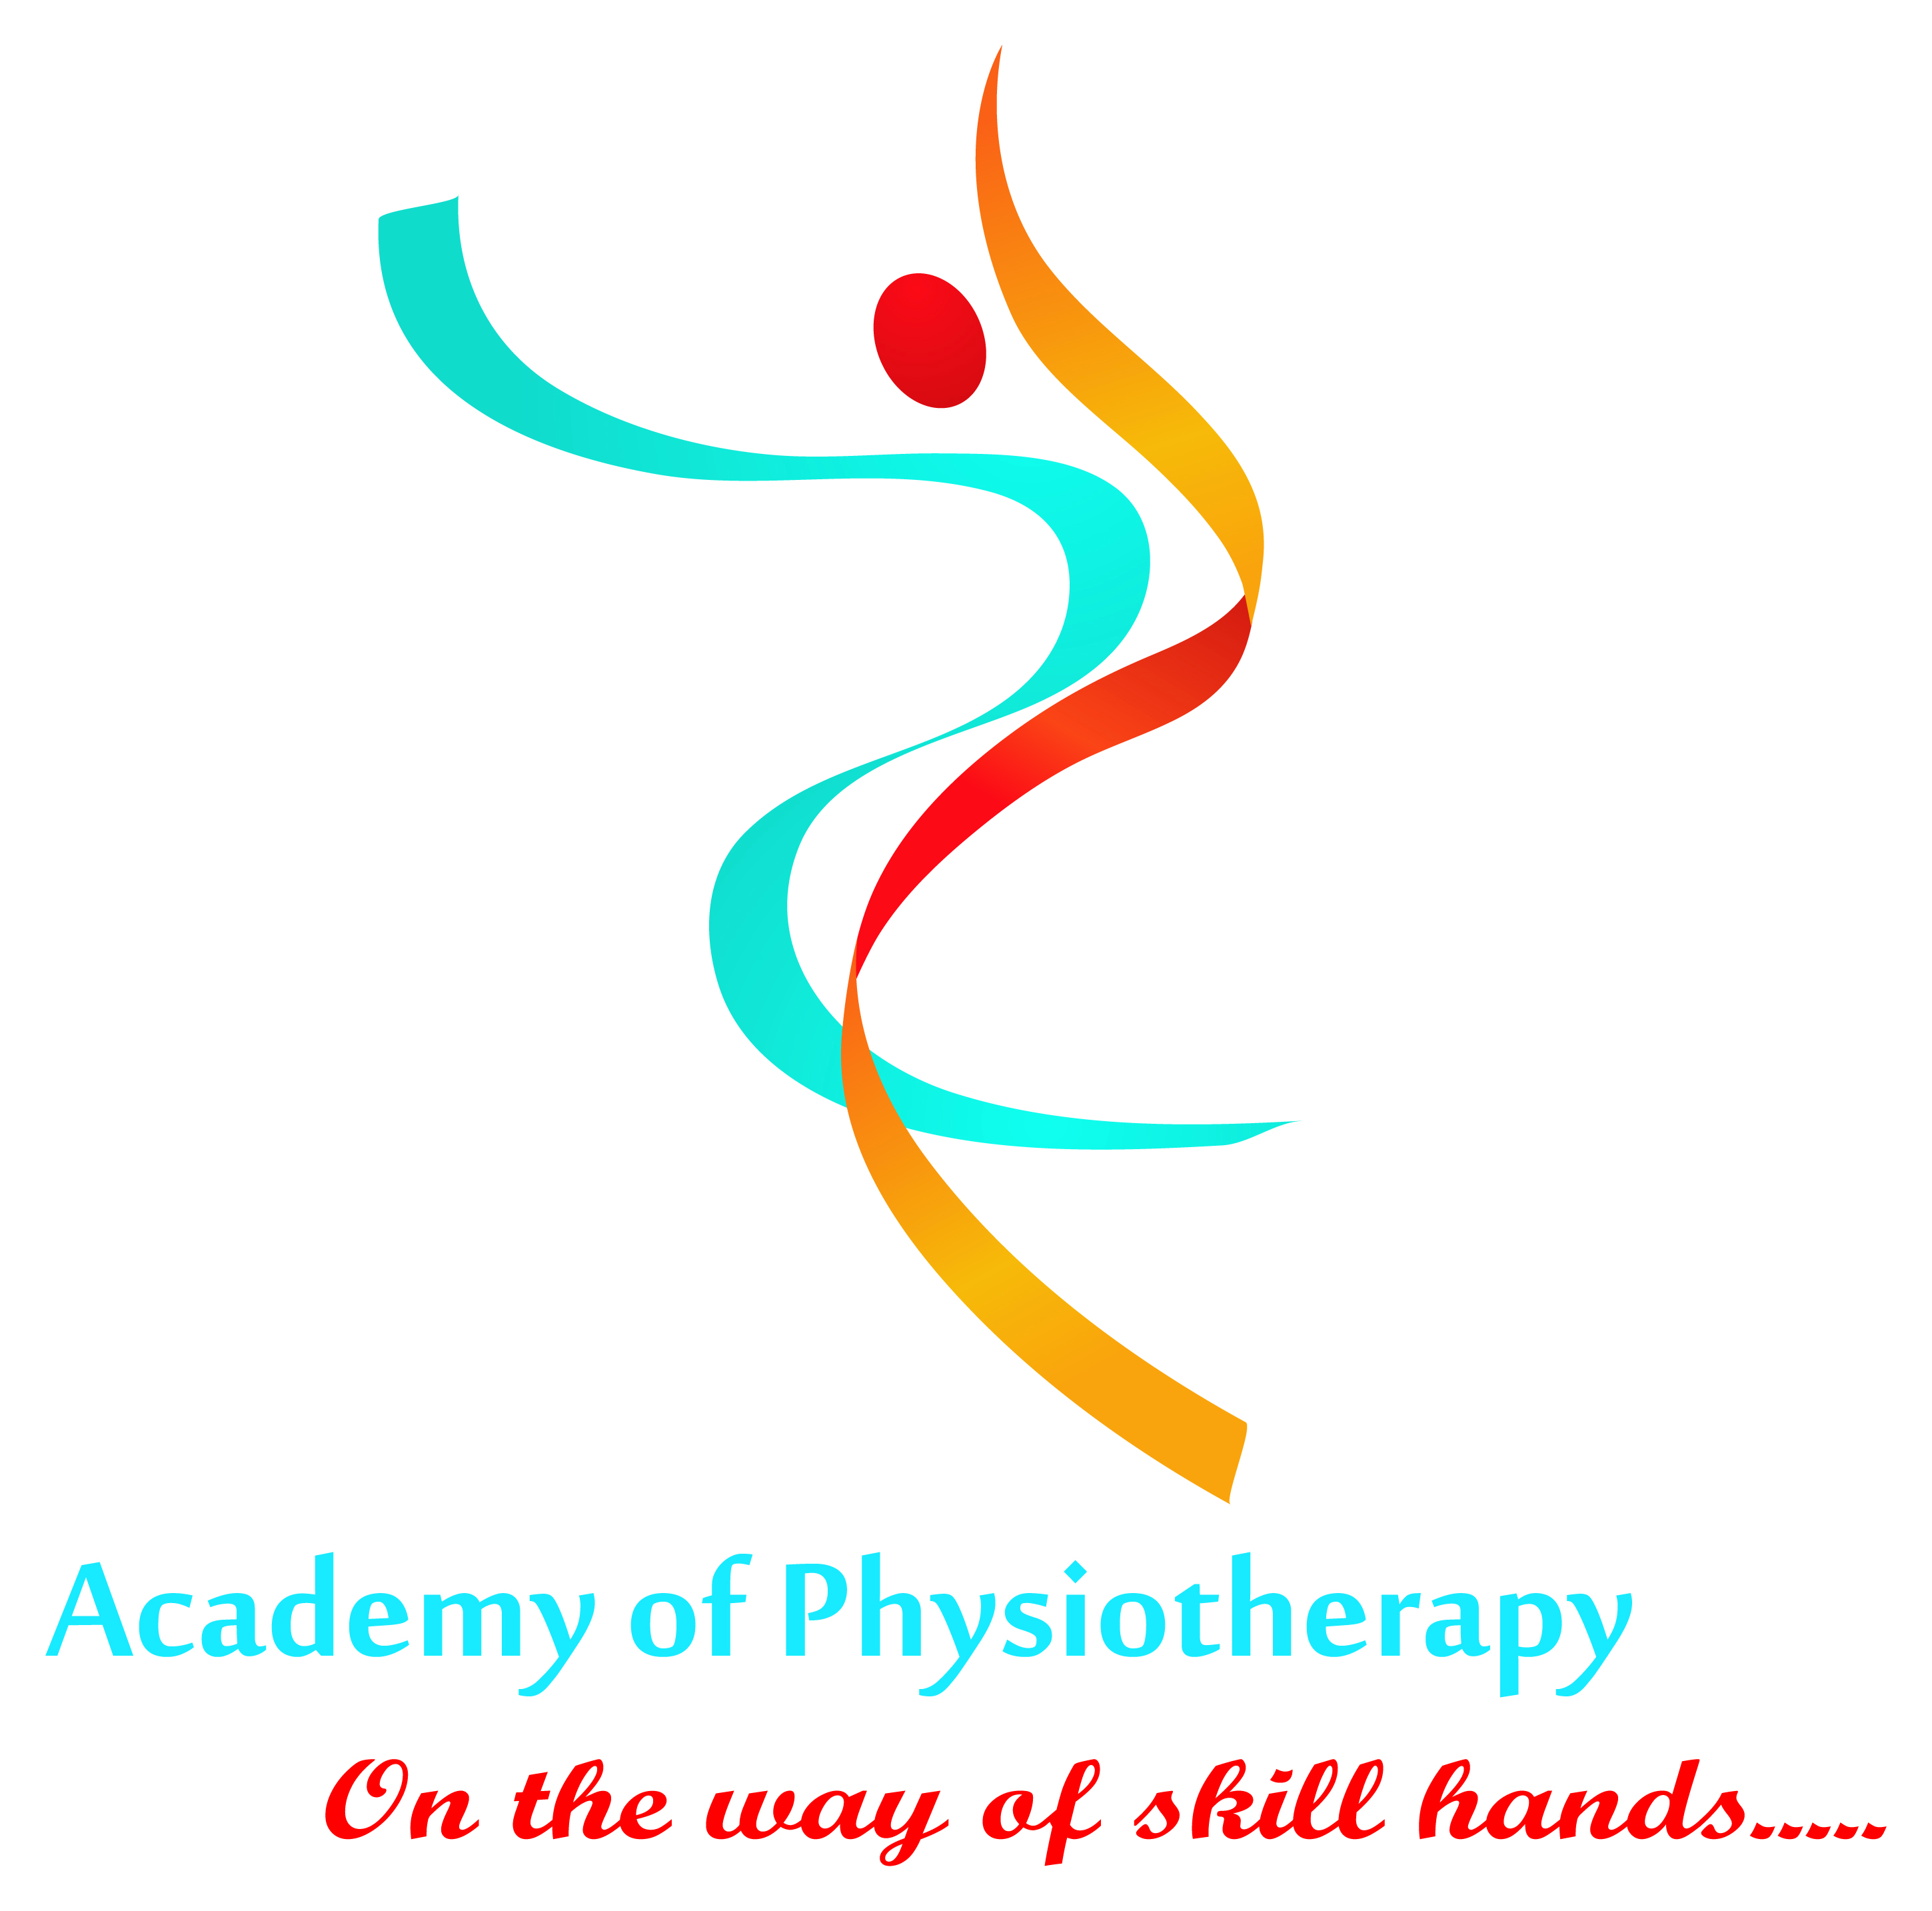 Academy of Physiotherapy
On the way of skill hands....